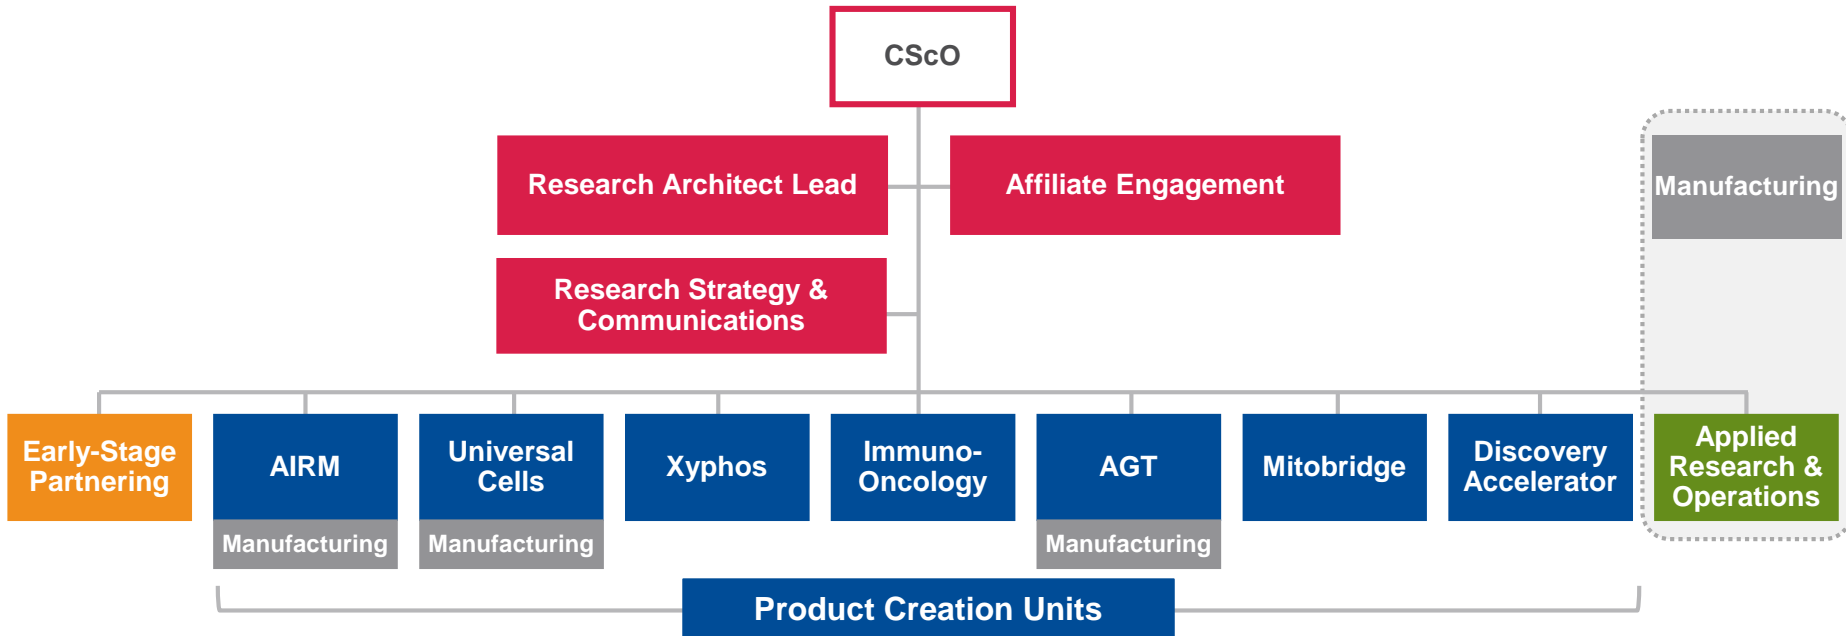 CScO
Research Architect Lead
Affiliate Engagement
Manufacturing
Research Strategy &
Communications
Early-Stage
Partnering
AIRM
Universal
Cells
Xyphos
Immuno-
Oncology
AGT
Mitobridge
Discovery
Accelerator
Applied
Research &
Operations
Manufacturing
Manufacturing
Manufacturing
Product Creation Units